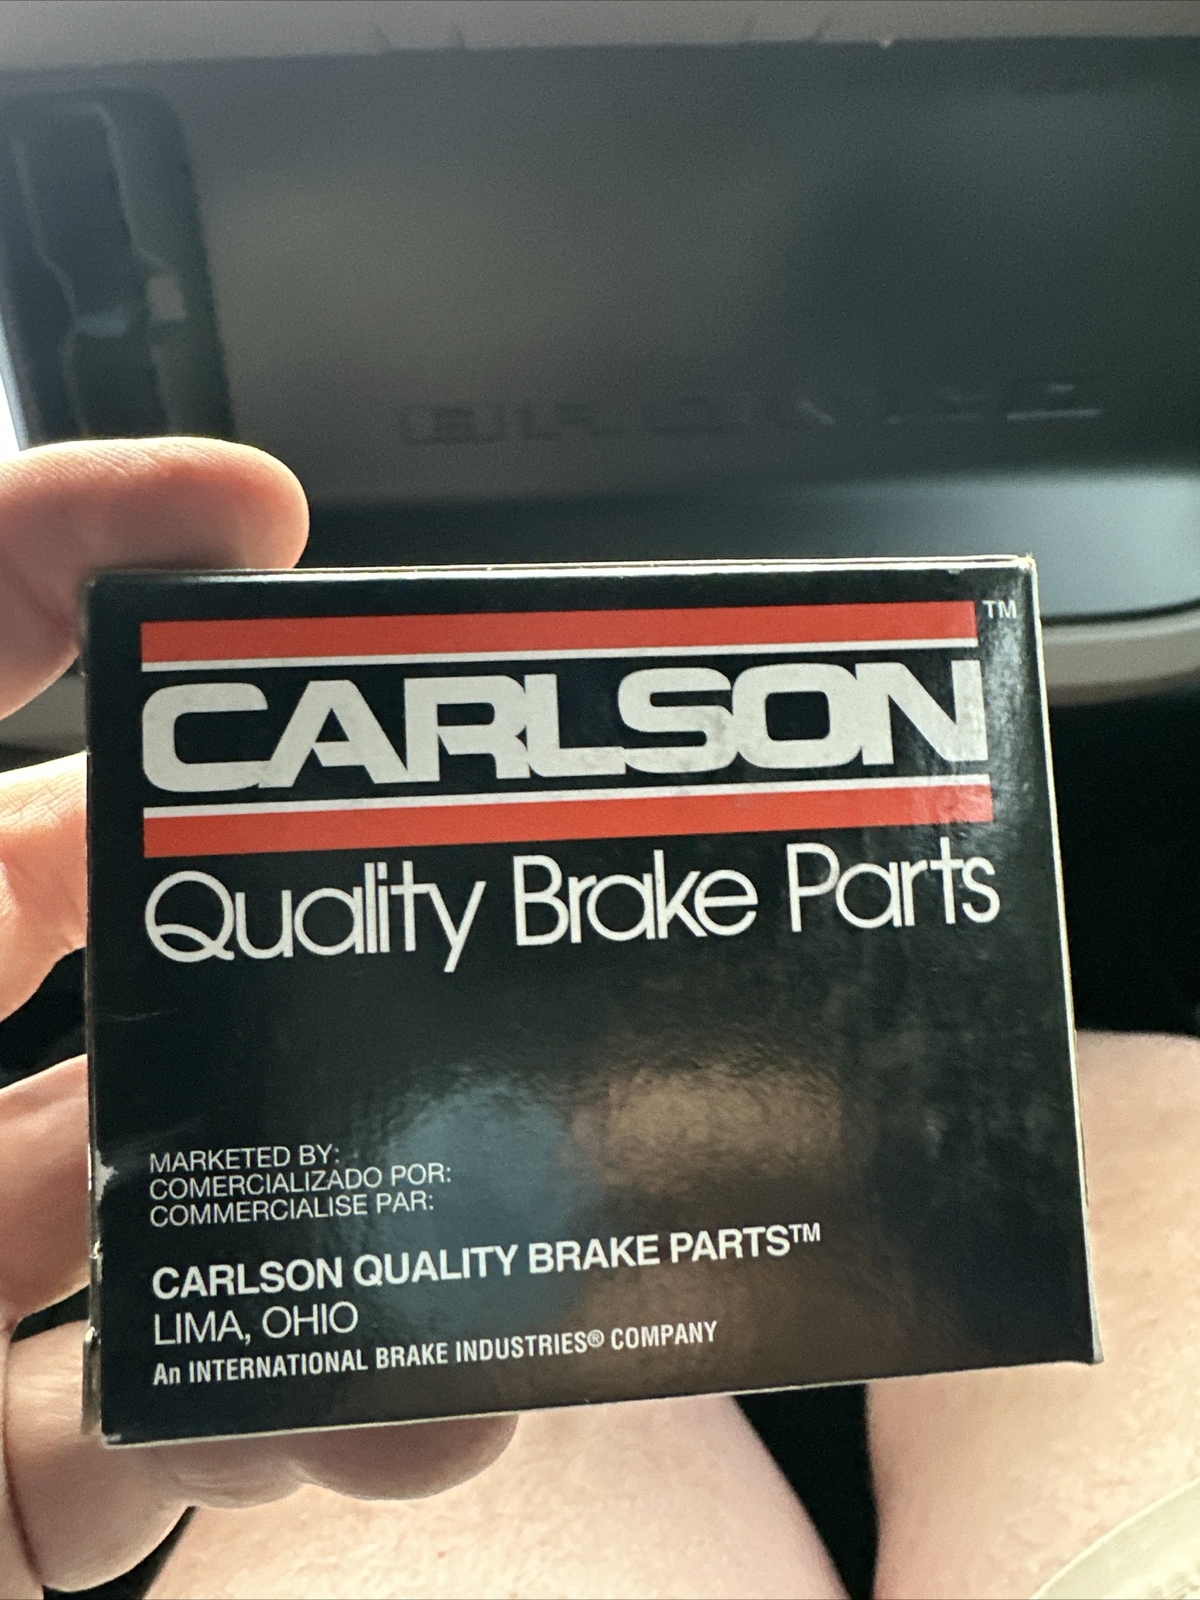 CARLSON™
Quality Brake Parts
MARKETED BY:
COMERCIALIZADO POR:
COMMERCIALISE PAR:
CARLSON QUALITY BRAKE PARTS™
LIMA, OHIO
An INTERNATIONAL BRAKE INDUSTRIES® COMPANY